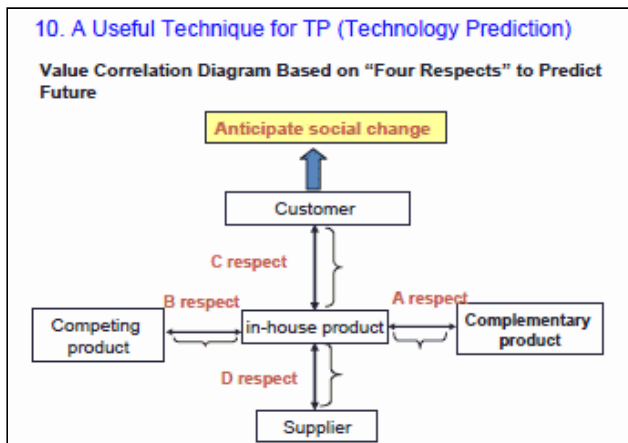 10. A Useful Technique for TP (Technology Prediction)
Value Correlation Diagram Based on “Four Respects” to Predict
Future
Anticipate social change
Customer
C respect
B respect
A respect
Competing
product
in-house product
Complementary
product
D respect
Supplier